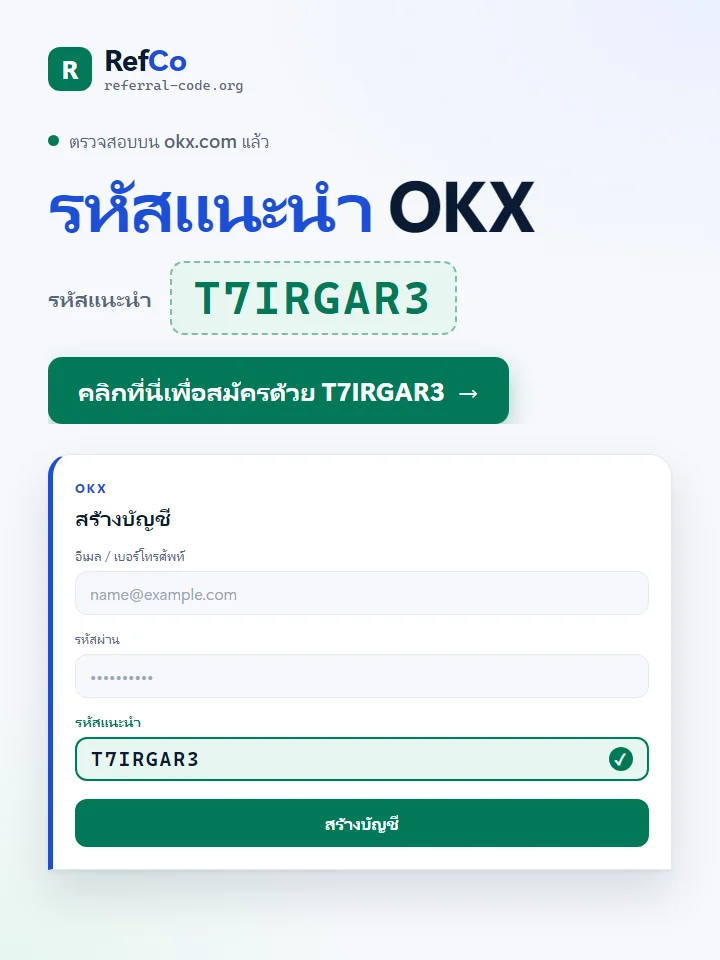 R RefCo
referral-code.org
ตรวจสอบบน okx.com แล้ว
รหัสแนะนำ OKX
รหัสแนะนำ T7IRGAR3
คลิกที่นี่เพื่อสมัครด้วย T7IRGAR3 →
OKX
สร้างบัญชี
อีเมล / เบอร์โทรศัพท์
name@example.com
รหัสผ่าน
••••••••••
รหัสแนะนำ
T7IRGAR3
สร้างบัญชี